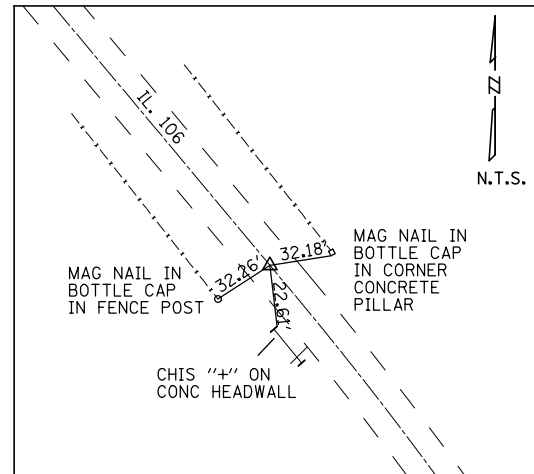 IL. 106
N
N.T.S.
32.26'
32.18'
22.61'
MAG NAIL IN
BOTTLE CAP
IN FENCE POST
MAG NAIL IN
BOTTLE CAP
IN CORNER
CONCRETE
PILLAR
CHIS "+" ON
CONC HEADWALL